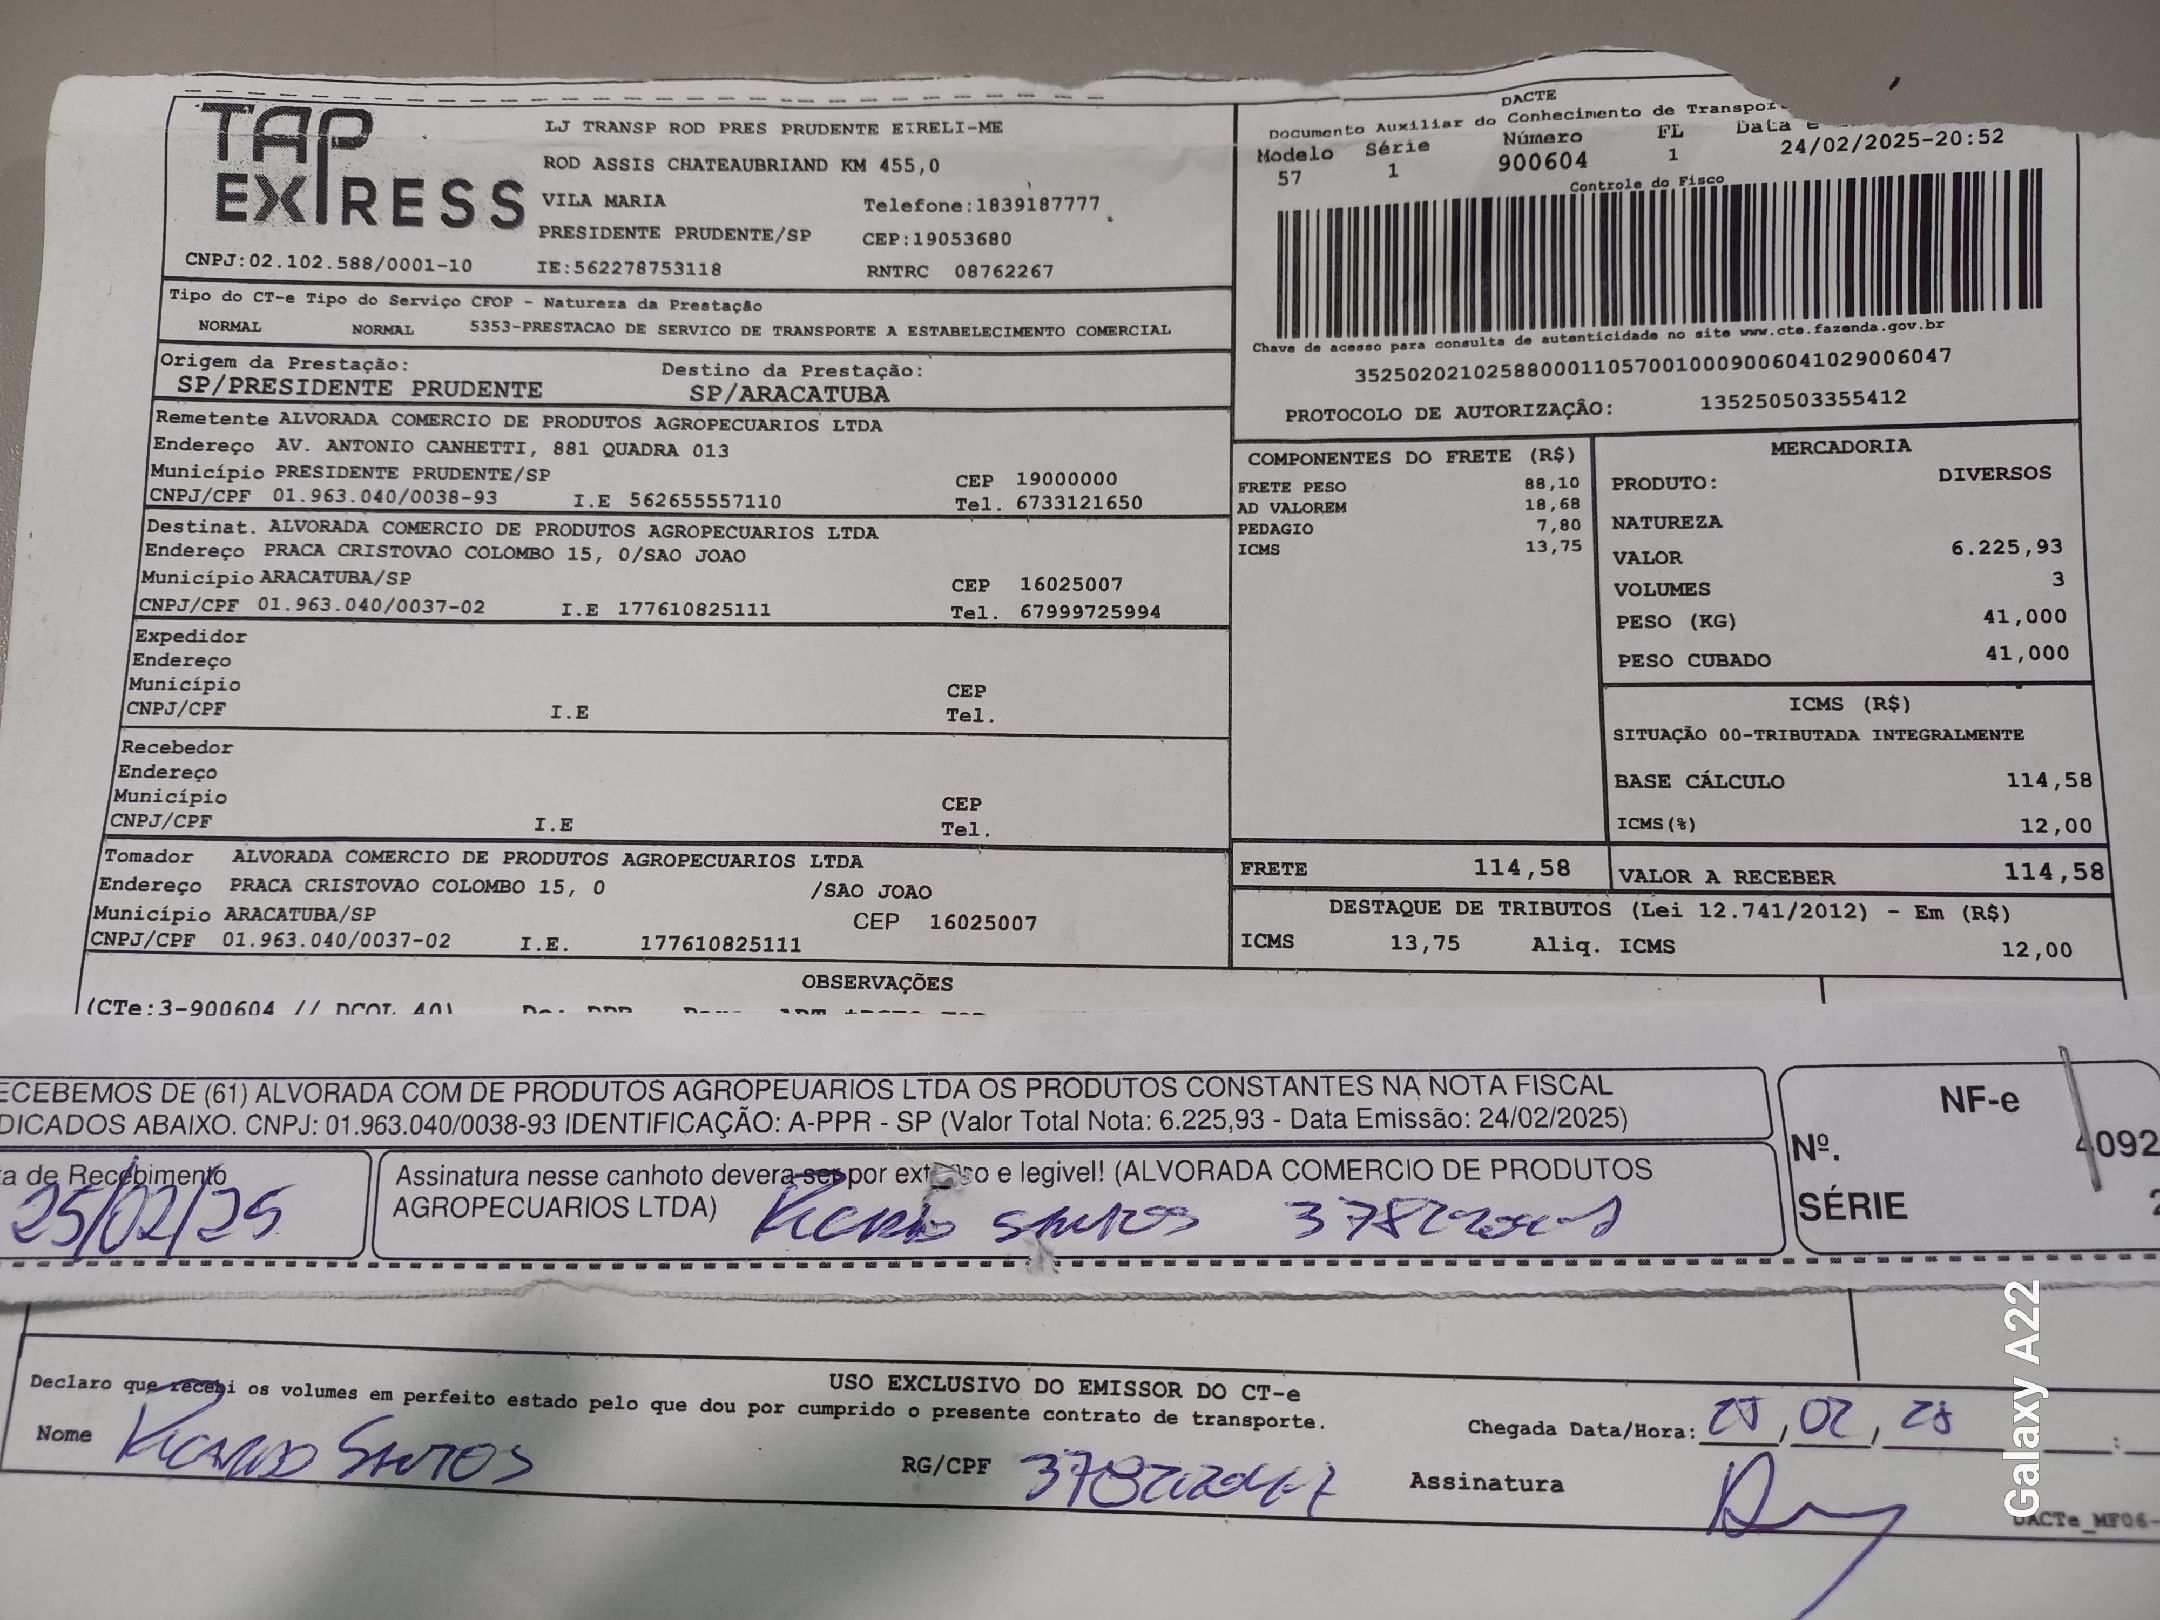 TAP
EXPRESS
LJ TRANSP ROD PRES PRUDENTE EIRELI-ME
ROD ASSIS CHATEAUBRIAND KM 455,0
VILA MARIA Telefone:1839187777
PRESIDENTE PRUDENTE/SP CEP:19053680
CNPJ:02.102.588/0001-10 IE:562278753118 RNTRC 08762267
Tipo do CT-e Tipo do Serviço CFOP - Natureza da Prestação
NORMAL NORMAL 5353-PRESTACAO DE SERVICO DE TRANSPORTE A ESTABELECIMENTO COMERCIAL
Origem da Prestação: Destino da Prestação:
SP/PRESIDENTE PRUDENTE SP/ARACATUBA
Remetente ALVORADA COMERCIO DE PRODUTOS AGROPECUARIOS LTDA
Endereço AV. ANTONIO CANHETTI, 881 QUADRA 013
Município PRESIDENTE PRUDENTE/SP CEP 19000000
CNPJ/CPF 01.963.040/0038-93 I.E 562655557110 Tel. 6733121650
Destinat. ALVORADA COMERCIO DE PRODUTOS AGROPECUARIOS LTDA
Endereço PRACA CRISTOVAO COLOMBO 15, 0/SAO JOAO
Município ARACATUBA/SP CEP 16025007
CNPJ/CPF 01.963.040/0037-02 I.E 177610825111 Tel. 67999725994
Expedidor
Endereço
Município CEP
CNPJ/CPF I.E Tel.
Recebedor
Endereço
Município CEP
CNPJ/CPF I.E Tel.
Tomador ALVORADA COMERCIO DE PRODUTOS AGROPECUARIOS LTDA
Endereço PRACA CRISTOVAO COLOMBO 15, 0 /SAO JOAO
Município ARACATUBA/SP CEP 16025007
CNPJ/CPF 01.963.040/0037-02 I.E. 177610825111
DACTE
Documento Auxiliar do Conhecimento de Transpor
Modelo Série Número FL Data e
57 1 900604 1 24/02/2025-20:52
Controle do Fisco
Chave de acesso para consulta de autenticidade no site www.cte.fazenda.gov.br
35250202102588000110570010009006041029006047
PROTOCOLO DE AUTORIZAÇÃO: 135250503355412
COMPONENTES DO FRETE (R$)
FRETE PESO 88,10
AD VALOREM 18,68
PEDAGIO 7,80
ICMS 13,75
MERCADORIA
PRODUTO: DIVERSOS
NATUREZA
VALOR 6.225,93
VOLUMES 3
PESO (KG) 41,000
PESO CUBADO 41,000
ICMS (R$)
SITUAÇÃO 00-TRIBUTADA INTEGRALMENTE
BASE CÁLCULO 114,58
ICMS(%) 12,00
FRETE 114,58 VALOR A RECEBER 114,58
DESTAQUE DE TRIBUTOS (Lei 12.741/2012) - Em (R$)
ICMS 13,75 Aliq. ICMS 12,00
OBSERVAÇÕES
(CTe:3-900604 //
ECEBEMOS DE (61) ALVORADA COM DE PRODUTOS AGROPEUARIOS LTDA OS PRODUTOS CONSTANTES NA NOTA FISCAL
DICADOS ABAIXO. CNPJ: 01.963.040/0038-93 IDENTIFICAÇÃO: A-PPR - SP (Valor Total Nota: 6.225,93 - Data Emissão: 24/02/2025)
ta de Recebimento
25/02/25
Assinatura nesse canhoto devera ser por extenso e legivel! (ALVORADA COMERCIO DE PRODUTOS
AGROPECUARIOS LTDA) Ricardo Santos
NF-e
Nº. 4092
SÉRIE 2
USO EXCLUSIVO DO EMISSOR DO CT-e
Declaro que recebi os volumes em perfeito estado pelo que dou por cumprido o presente contrato de transporte.
Nome Ricardo Santos RG/CPF
Chegada Data/Hora: 25, 02, 25 :
Assinatura
DACTe_MF06-
Galaxy A22